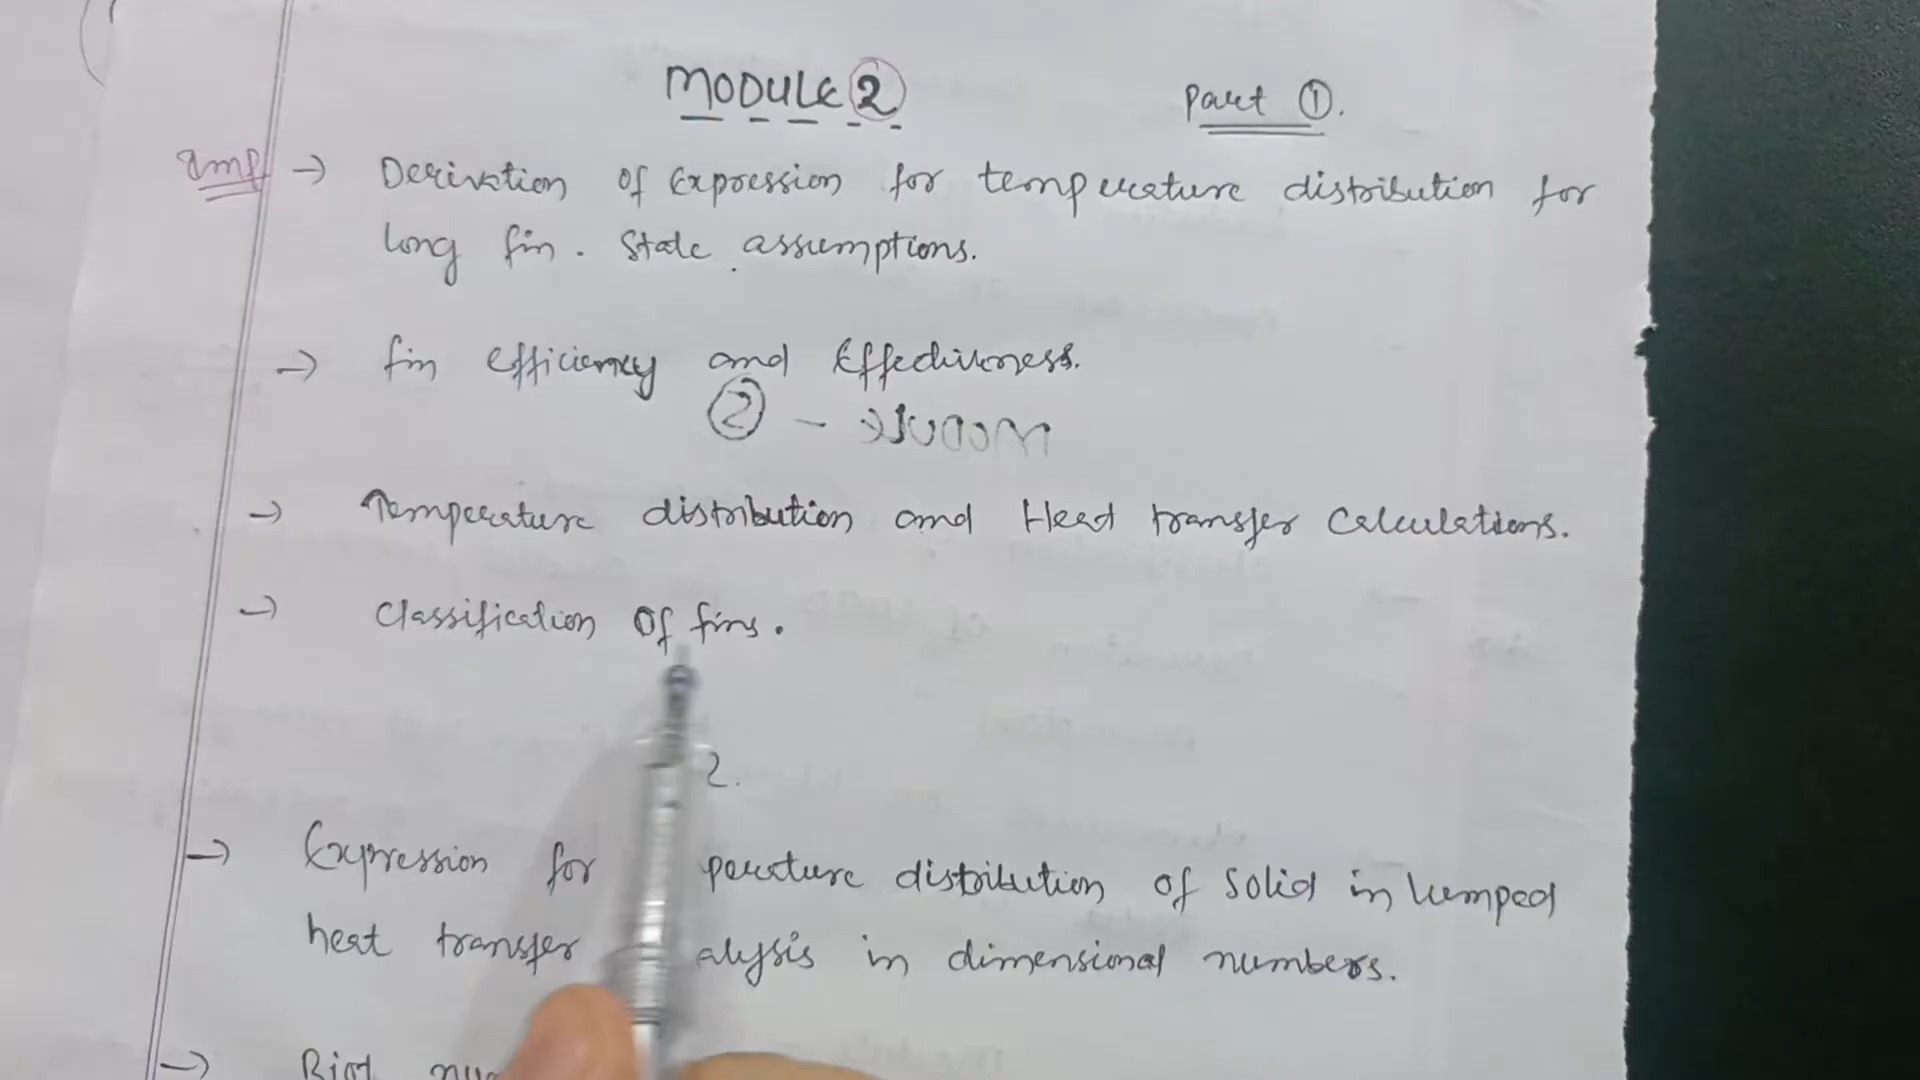 MODULE 2
Part 1.
Imp → Derivation of Expression for temperature distribution for
long fin. State assumptions.
→ fin efficiency and Effectiveness.
2 -
→ Temperature distribution and Heat transfer Calculations.
→ Classification of fins.
2.
→ Expression for perature distribution of solid in lumped
heat transfer alysis in dimensional numbers.
→ Biot